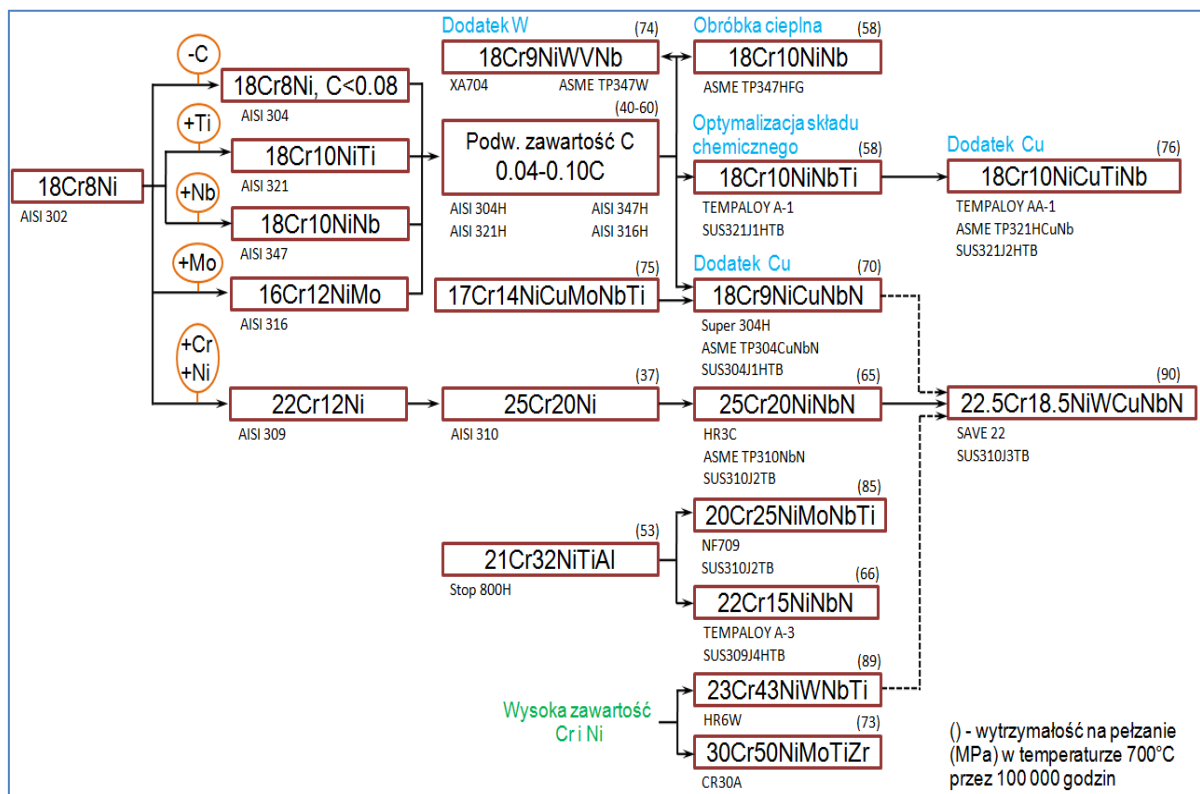 -C
18Cr8Ni, C<0.08
AISI 304
+Ti
18Cr10NiTi
AISI 321
18Cr8Ni
AISI 302
+Nb
18Cr10NiNb
AISI 347
+Mo
16Cr12NiMo
AISI 316
+Cr
+Ni
22Cr12Ni
AISI 309
Dodatek W
(74)
18Cr9NiWVNb
XA704 ASME TP347W
(40-60)
Podw. zawartość C
0.04-0.10C
AISI 304H AISI 347H
AISI 321H AISI 316H
(75)
17Cr14NiCuMoNbTi
(37)
25Cr20Ni
AISI 310
(53)
21Cr32NiTiAl
Stop 800H
Wysoka zawartość
Cr i Ni
Obróbka cieplna
(58)
18Cr10NiNb
ASME TP347HFG
Optymalizacja składu
chemicznego
(58)
18Cr10NiNbTi
TEMPALOY A-1
SUS321J1HTB
Dodatek Cu
(70)
18Cr9NiCuNbN
Super 304H
ASME TP304CuNbN
SUS304J1HTB
(65)
25Cr20NiNbN
HR3C
ASME TP310NbN
SUS310J2TB
(85)
20Cr25NiMoNbTi
NF709
SUS310J2TB
(66)
22Cr15NiNbN
TEMPALOY A-3
SUS309J4HTB
(89)
23Cr43NiWNbTi
HR6W
(73)
30Cr50NiMoTiZr
CR30A
Dodatek Cu
(76)
18Cr10NiCuTiNb
TEMPALOY AA-1
ASME TP321HCuNb
SUS321J2HTB
(90)
22.5Cr18.5NiWCuNbN
SAVE 22
SUS310J3TB
() - wytrzymałość na pełzanie
(MPa) w temperaturze 700°C
przez 100 000 godzin